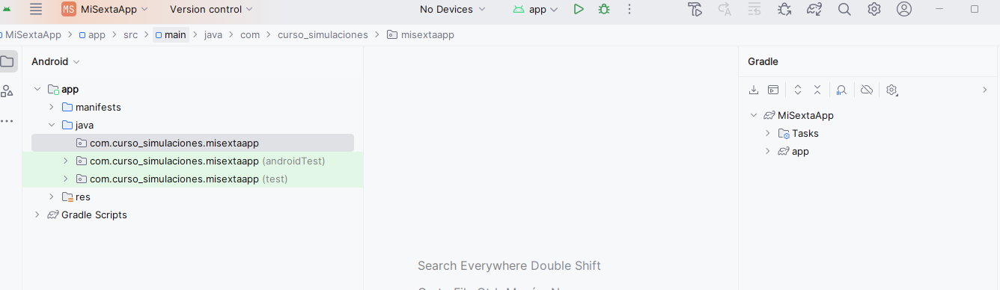 MS MiSextaApp Version control No Devices app
MiSextaApp app src main java com curso_simulaciones misextaapp
Android
app
manifests
java
com.curso_simulaciones.misextaapp
com.curso_simulaciones.misextaapp (androidTest)
com.curso_simulaciones.misextaapp (test)
res
Gradle Scripts
Search Everywhere Double Shift
Gradle
MiSextaApp
Tasks
app